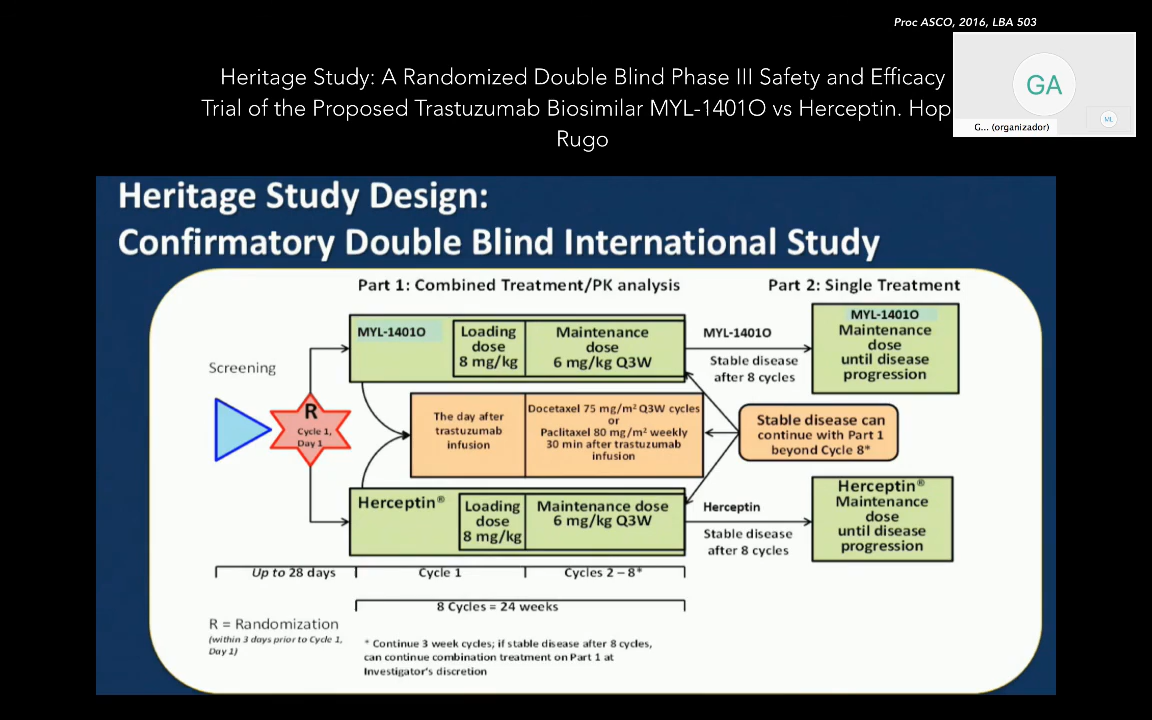 Proc ASCO, 2016, LBA 503
GA
G... (organizador)
ML
Heritage Study: A Randomized Double Blind Phase III Safety and Efficacy
Trial of the Proposed Trastuzumab Biosimilar MYL-1401O vs Herceptin. Hop
Rugo
Heritage Study Design:
Confirmatory Double Blind International Study
Part 1: Combined Treatment/PK analysis
Part 2: Single Treatment
Screening
R
Cycle 1,
Day 1
MYL-1401O
Loading
dose
8 mg/kg
Maintenance
dose
6 mg/kg Q3W
MYL-1401O
Stable disease
after 8 cycles
MYL-1401O
Maintenance
dose
until disease
progression
The day after
trastuzumab
infusion
Docetaxel 75 mg/m² Q3W cycles
or
Paclitaxel 80 mg/m² weekly
30 min after trastuzumab
infusion
Stable disease can
continue with Part 1
beyond Cycle 8*
Herceptin®
Loading
dose
8 mg/kg
Maintenance dose
6 mg/kg Q3W
Herceptin
Stable disease
after 8 cycles
Herceptin®
Maintenance
dose
until disease
progression
Up to 28 days
Cycle 1
Cycles 2 – 8*
8 Cycles = 24 weeks
R = Randomization
(within 3 days prior to Cycle 1,
Day 1)
* Continue 3 week cycles; if stable disease after 8 cycles,
can continue combination treatment on Part 1 at
Investigator's discretion